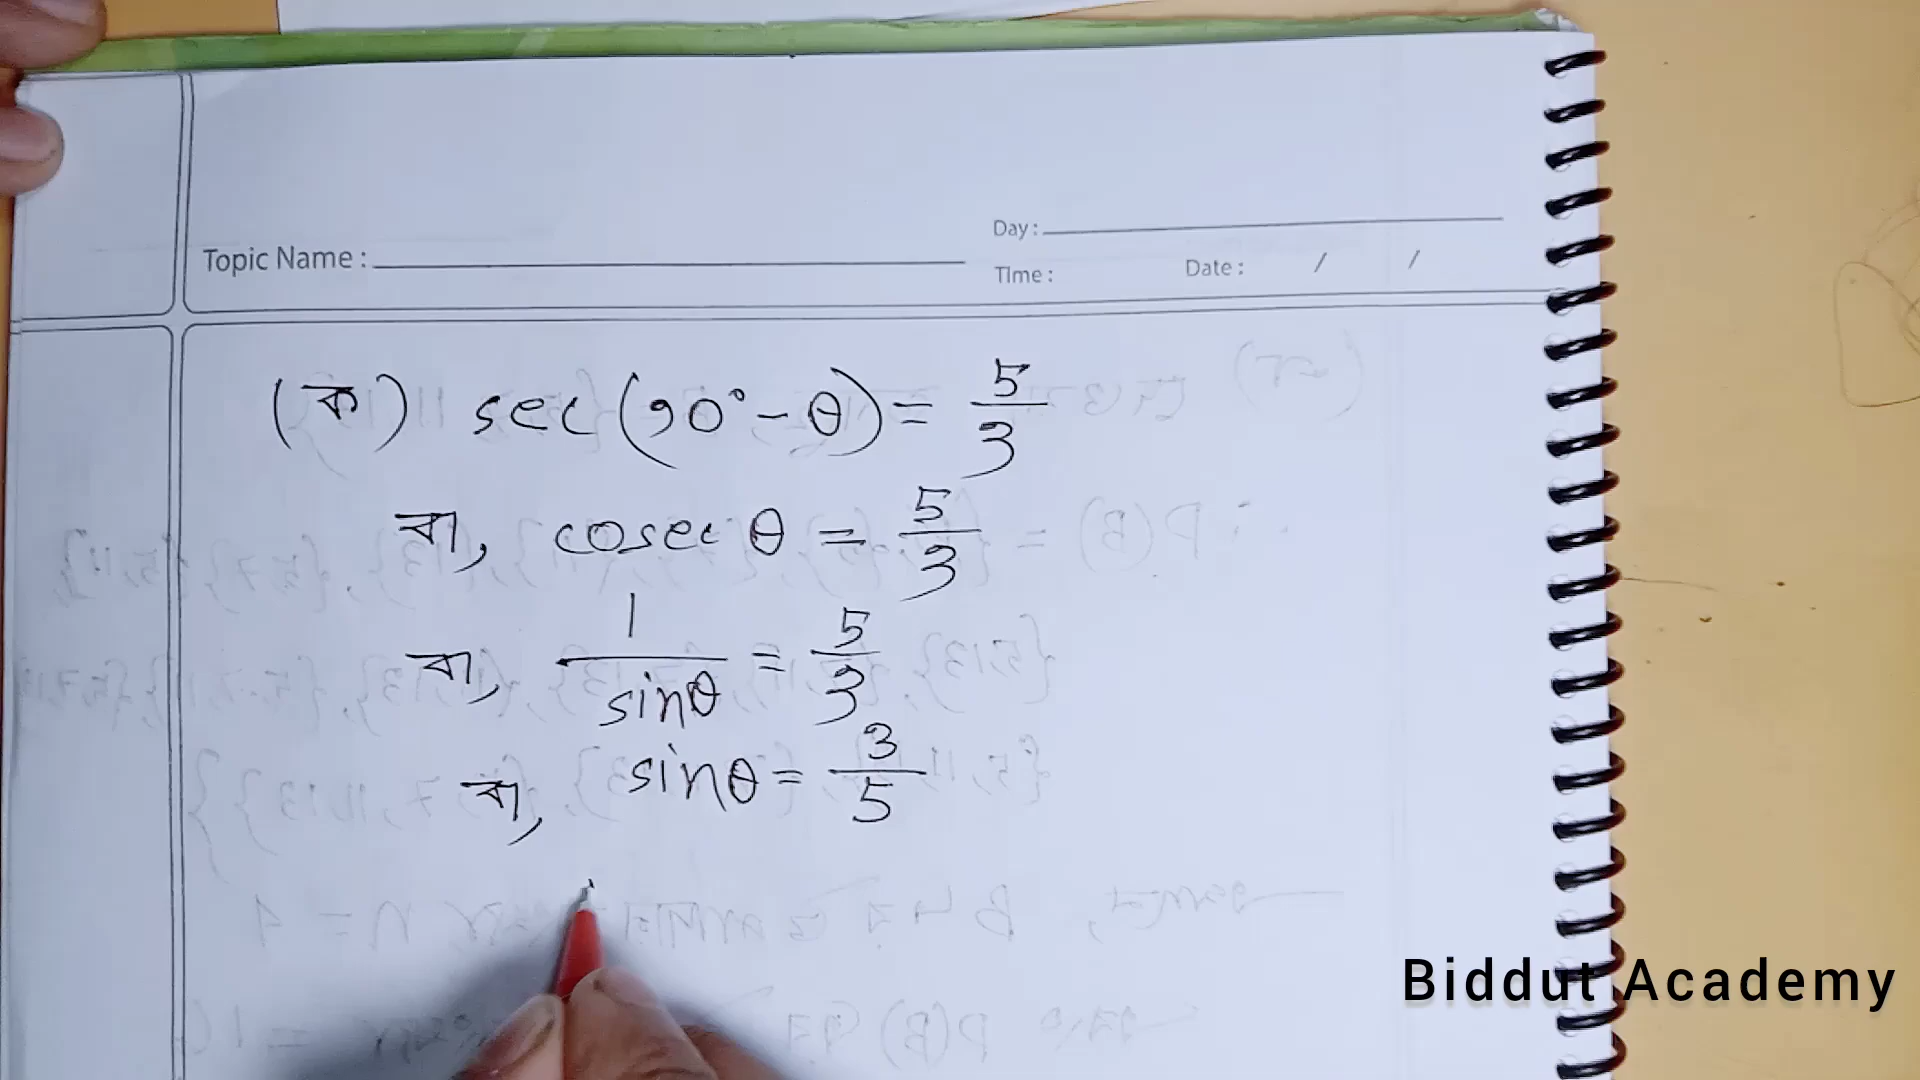 Day :
Topic Name :
Time : Date : / /
(ক) sec(90°-θ) = 5/3
বা, cosec θ = 5/3
বা, 1/sinθ = 5/3
বা, sinθ = 3/5
Biddut Academy